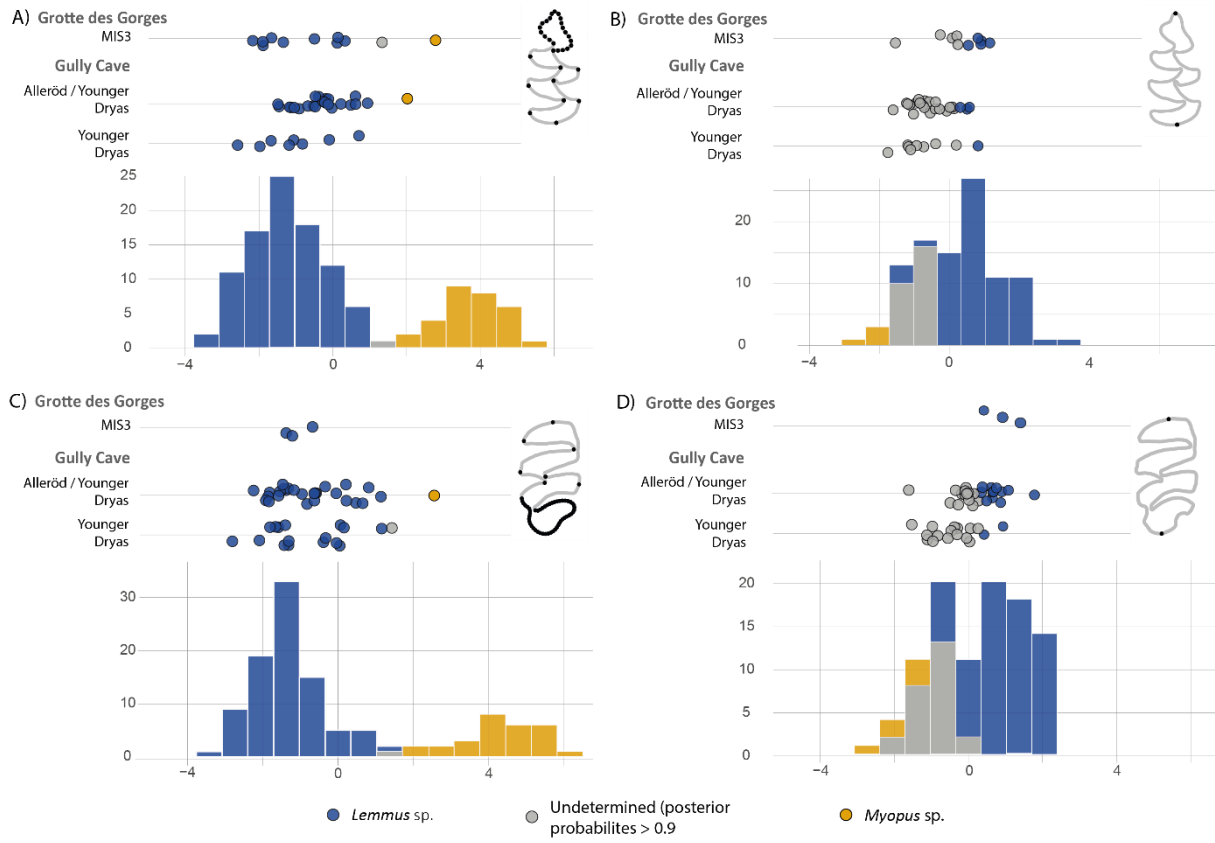 A) Grotte des Gorges
MIS3
Gully Cave
Alleröd / Younger
Dryas
Younger
Dryas
25
20
15
10
5
0
−4 0 4
B) Grotte des Gorges
MIS3
Gully Cave
Alleröd / Younger
Dryas
Younger
Dryas
20
10
0
−4 0 4
C) Grotte des Gorges
MIS3
Gully Cave
Alleröd / Younger
Dryas
Younger
Dryas
30
20
10
0
−4 0 4
D) Grotte des Gorges
MIS3
Gully Cave
Alleröd / Younger
Dryas
Younger
Dryas
20
15
10
5
0
−4 0 4
Lemmus sp.
Undetermined (posterior
probabilites > 0.9
Myopus sp.